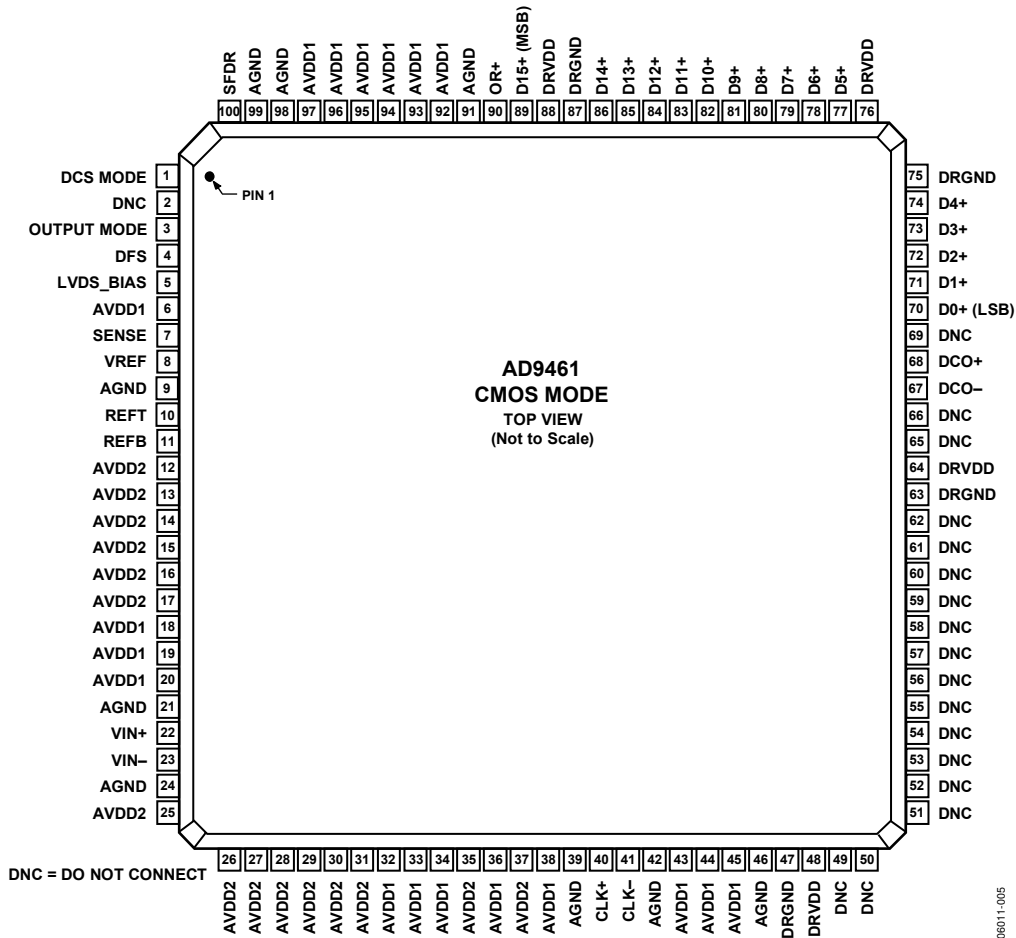 SFDR
AGND
AGND
AVDD1
AVDD1
AVDD1
AVDD1
AVDD1
AVDD1
AGND
OR+
D15+ (MSB)
DRVDD
DRGND
D14+
D13+
D12+
D11+
D10+
D9+
D8+
D7+
D6+
D5+
DRVDD
100 99 98 97 96 95 94 93 92 91 90 89 88 87 86 85 84 83 82 81 80 79 78 77 76
DCS MODE 1
DNC 2
OUTPUT MODE 3
DFS 4
LVDS_BIAS 5
AVDD1 6
SENSE 7
VREF 8
AGND 9
REFT 10
REFB 11
AVDD2 12
AVDD2 13
AVDD2 14
AVDD2 15
AVDD2 16
AVDD2 17
AVDD1 18
AVDD1 19
AVDD1 20
AGND 21
VIN+ 22
VIN– 23
AGND 24
AVDD2 25
PIN 1
AD9461
CMOS MODE
TOP VIEW
(Not to Scale)
75 DRGND
74 D4+
73 D3+
72 D2+
71 D1+
70 D0+ (LSB)
69 DNC
68 DCO+
67 DCO–
66 DNC
65 DNC
64 DRVDD
63 DRGND
62 DNC
61 DNC
60 DNC
59 DNC
58 DNC
57 DNC
56 DNC
55 DNC
54 DNC
53 DNC
52 DNC
51 DNC
26 27 28 29 30 31 32 33 34 35 36 37 38 39 40 41 42 43 44 45 46 47 48 49 50
DNC = DO NOT CONNECT
AVDD2
AVDD2
AVDD2
AVDD2
AVDD2
AVDD2
AVDD1
AVDD1
AVDD1
AVDD2
AVDD1
AVDD2
AVDD1
AGND
CLK+
CLK–
AGND
AVDD1
AVDD1
AVDD1
AGND
DRGND
DRVDD
DNC
DNC
06011-005